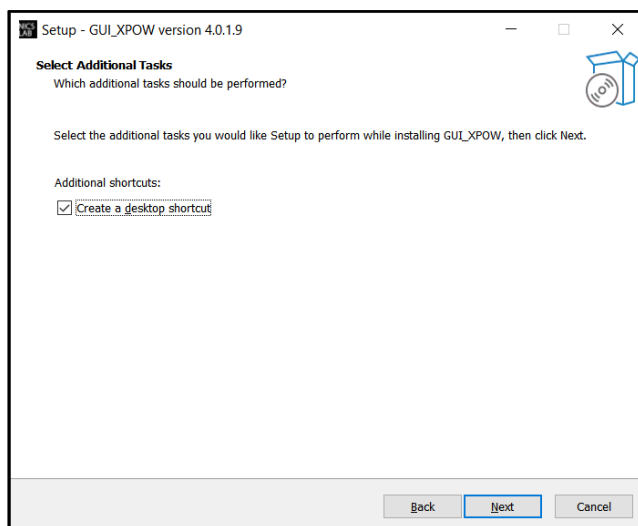 NICS
LAB
Setup - GUI_XPOW version 4.0.1.9
Select Additional Tasks
Which additional tasks should be performed?
Select the additional tasks you would like Setup to perform while installing GUI_XPOW, then click Next.
Additional shortcuts:
Create a desktop shortcut
Back
Next
Cancel